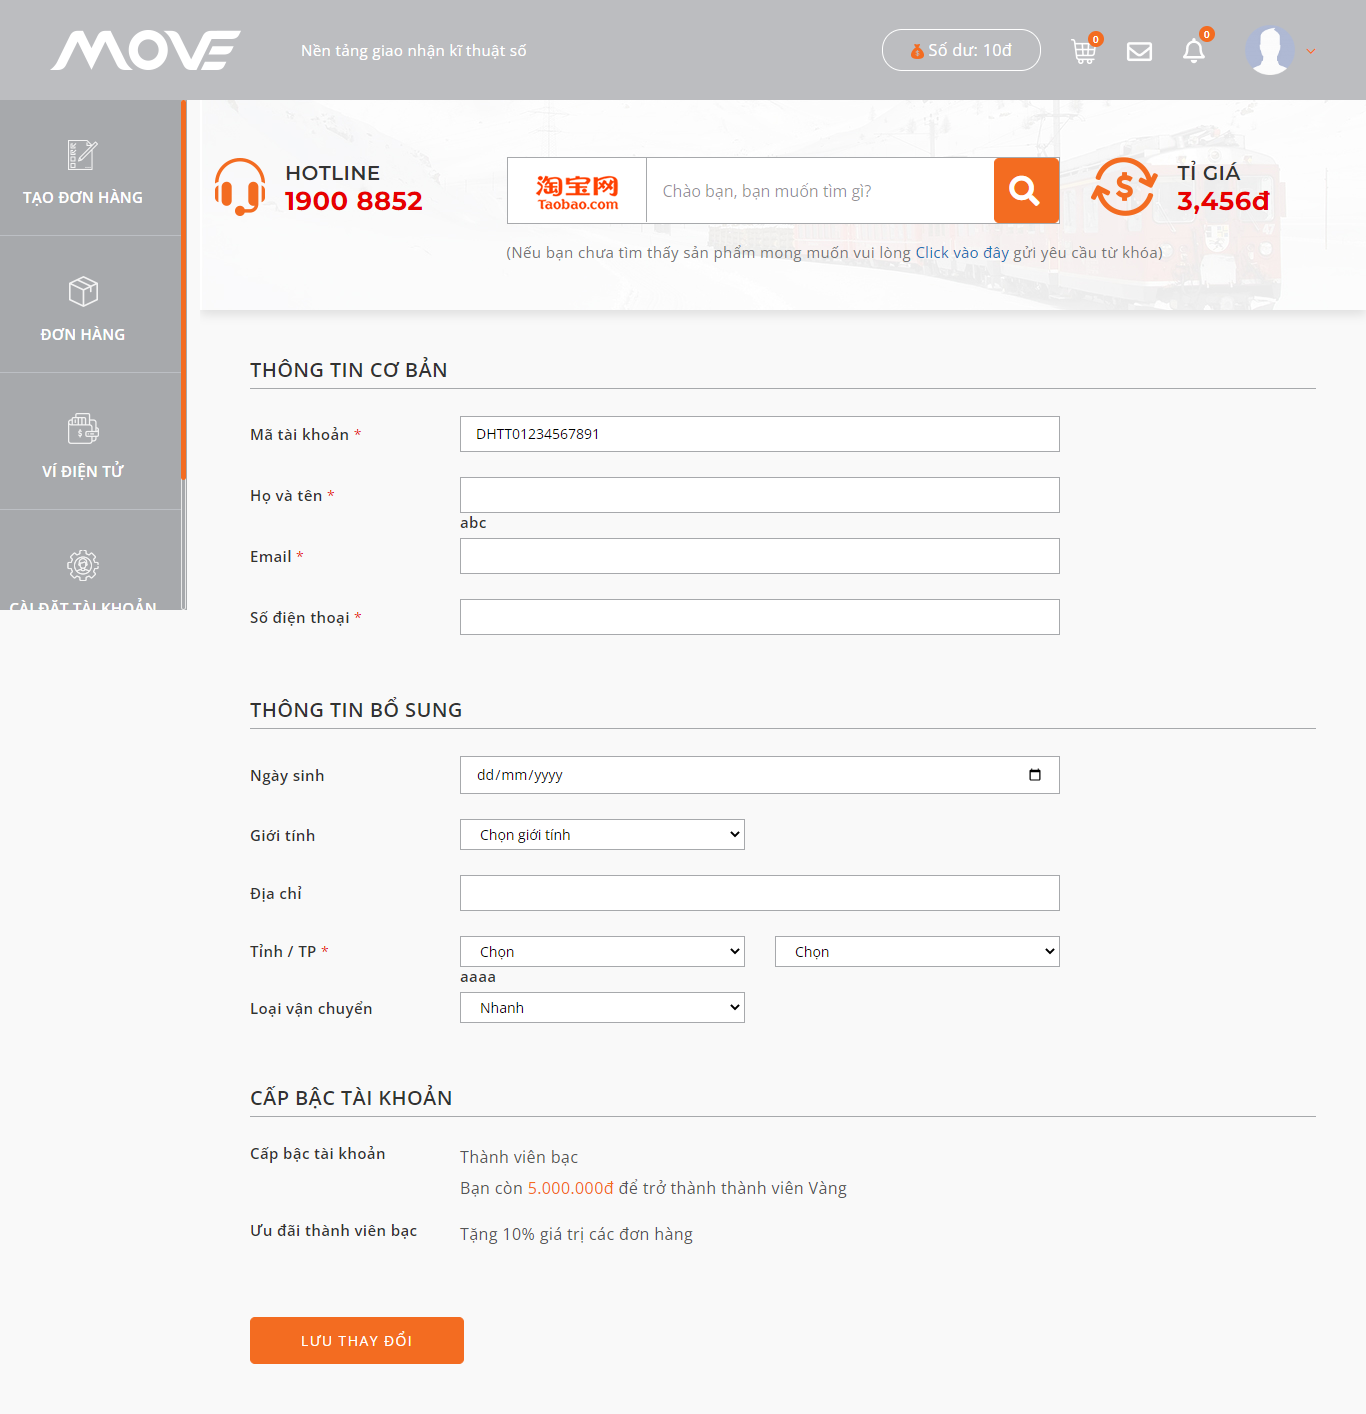 MOVE
Nền tảng giao nhận kĩ thuật số
Số dư: 10đ
0
0
TẠO ĐƠN HÀNG
ĐƠN HÀNG
VÍ ĐIỆN TỬ
CÀI ĐẶT TÀI KHOẢN
HOTLINE
1900 8852
淘宝网
Taobao.com
Chào bạn, bạn muốn tìm gì?
TỈ GIÁ
3,456đ
(Nếu bạn chưa tìm thấy sản phẩm mong muốn vui lòng Click vào đây gửi yêu cầu từ khóa)
THÔNG TIN CƠ BẢN
Mã tài khoản *
DHTT01234567891
Họ và tên *
abc
Email *
Số điện thoại *
THÔNG TIN BỔ SUNG
Ngày sinh
dd/mm/yyyy
Giới tính
Chọn giới tính
Địa chỉ
Tỉnh / TP *
Chọn
Chọn
aaaa
Loại vận chuyển
Nhanh
CẤP BẬC TÀI KHOẢN
Cấp bậc tài khoản
Thành viên bạc
Bạn còn 5.000.000đ để trở thành thành viên Vàng
Ưu đãi thành viên bạc
Tặng 10% giá trị các đơn hàng
LƯU THAY ĐỔI